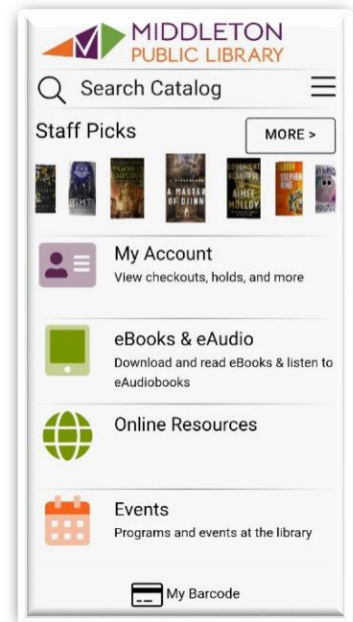 MIDDLETON
PUBLIC LIBRARY
Search Catalog
Staff Picks
MORE >
A MASTER
OF DJINN
AIMEE
MOLLOY
STEPHEN
KING
My Account
View checkouts, holds, and more
eBooks & eAudio
Download and read eBooks & listen to
eAudiobooks
Online Resources
Events
Programs and events at the library
My Barcode